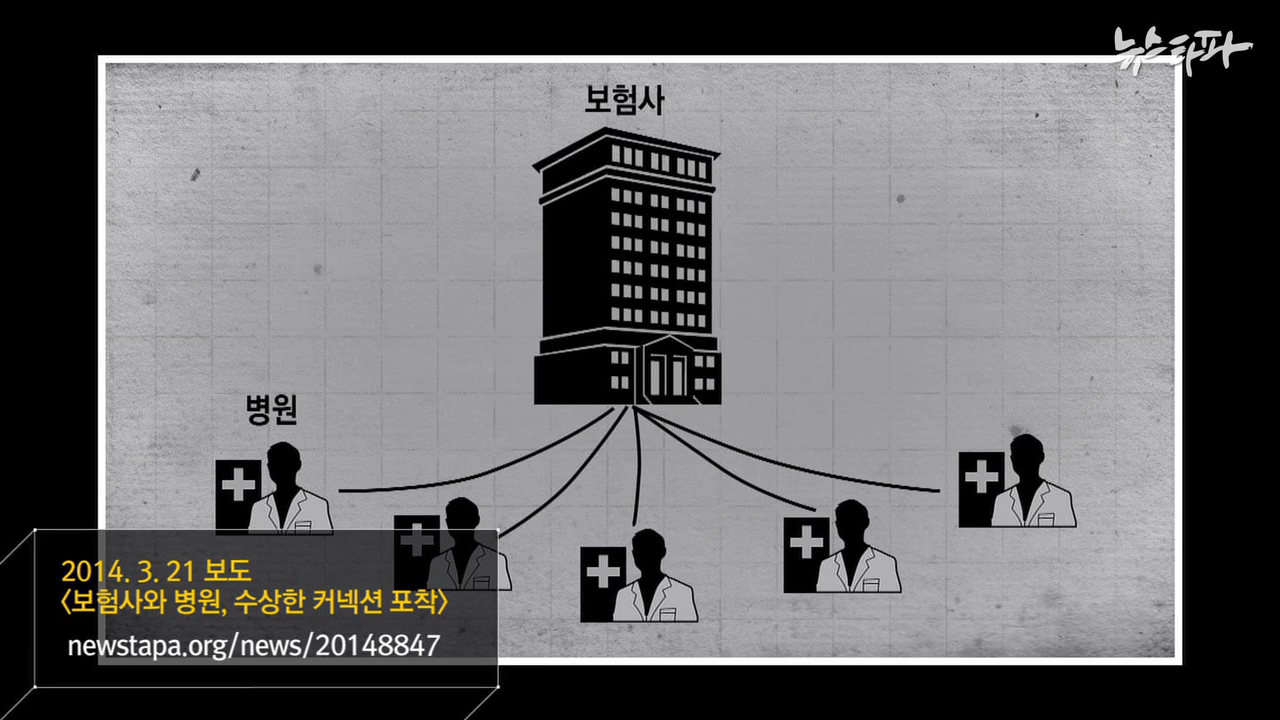 뉴스타파
보험사
병원
2014. 3. 21 보도
〈보험사와 병원, 수상한 커넥션 포착〉
newstapa.org/news/20148847